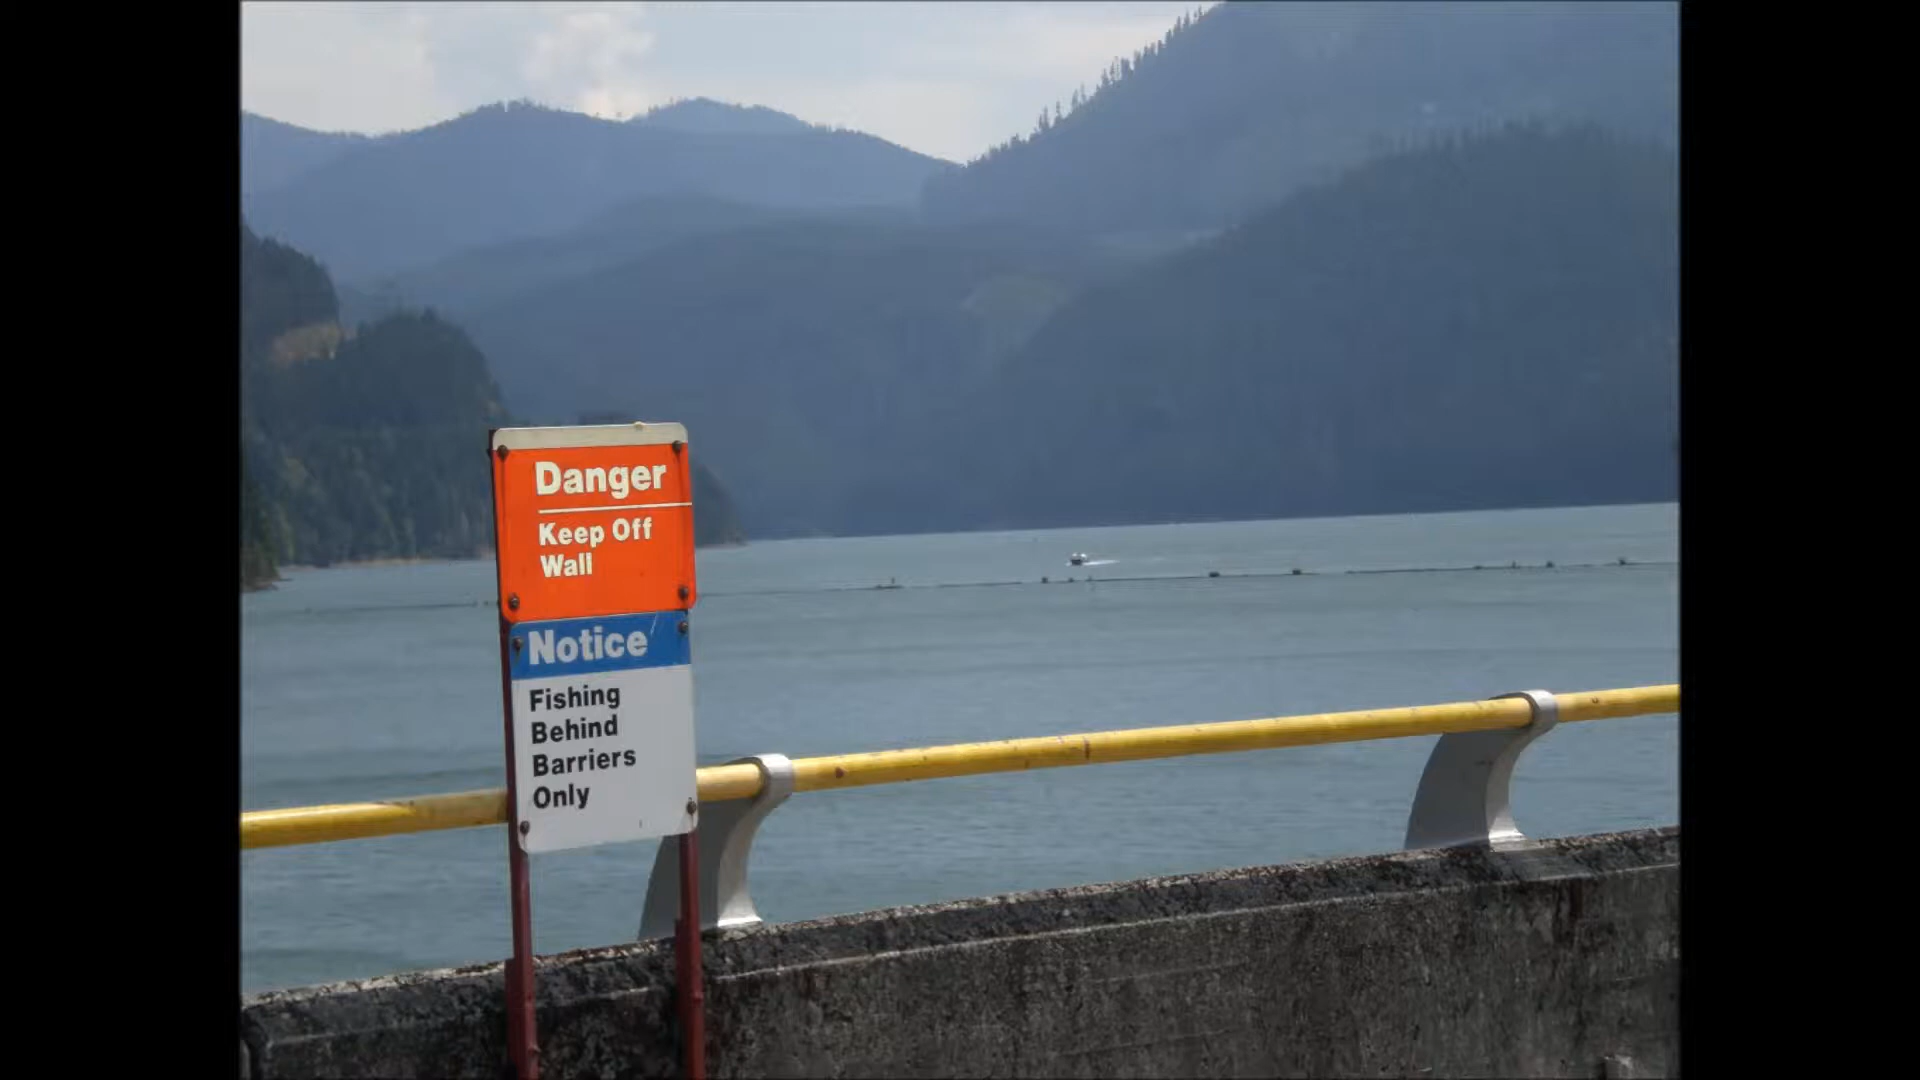 Danger
Keep Off
Wall
Notice
Fishing
Behind
Barriers
Only